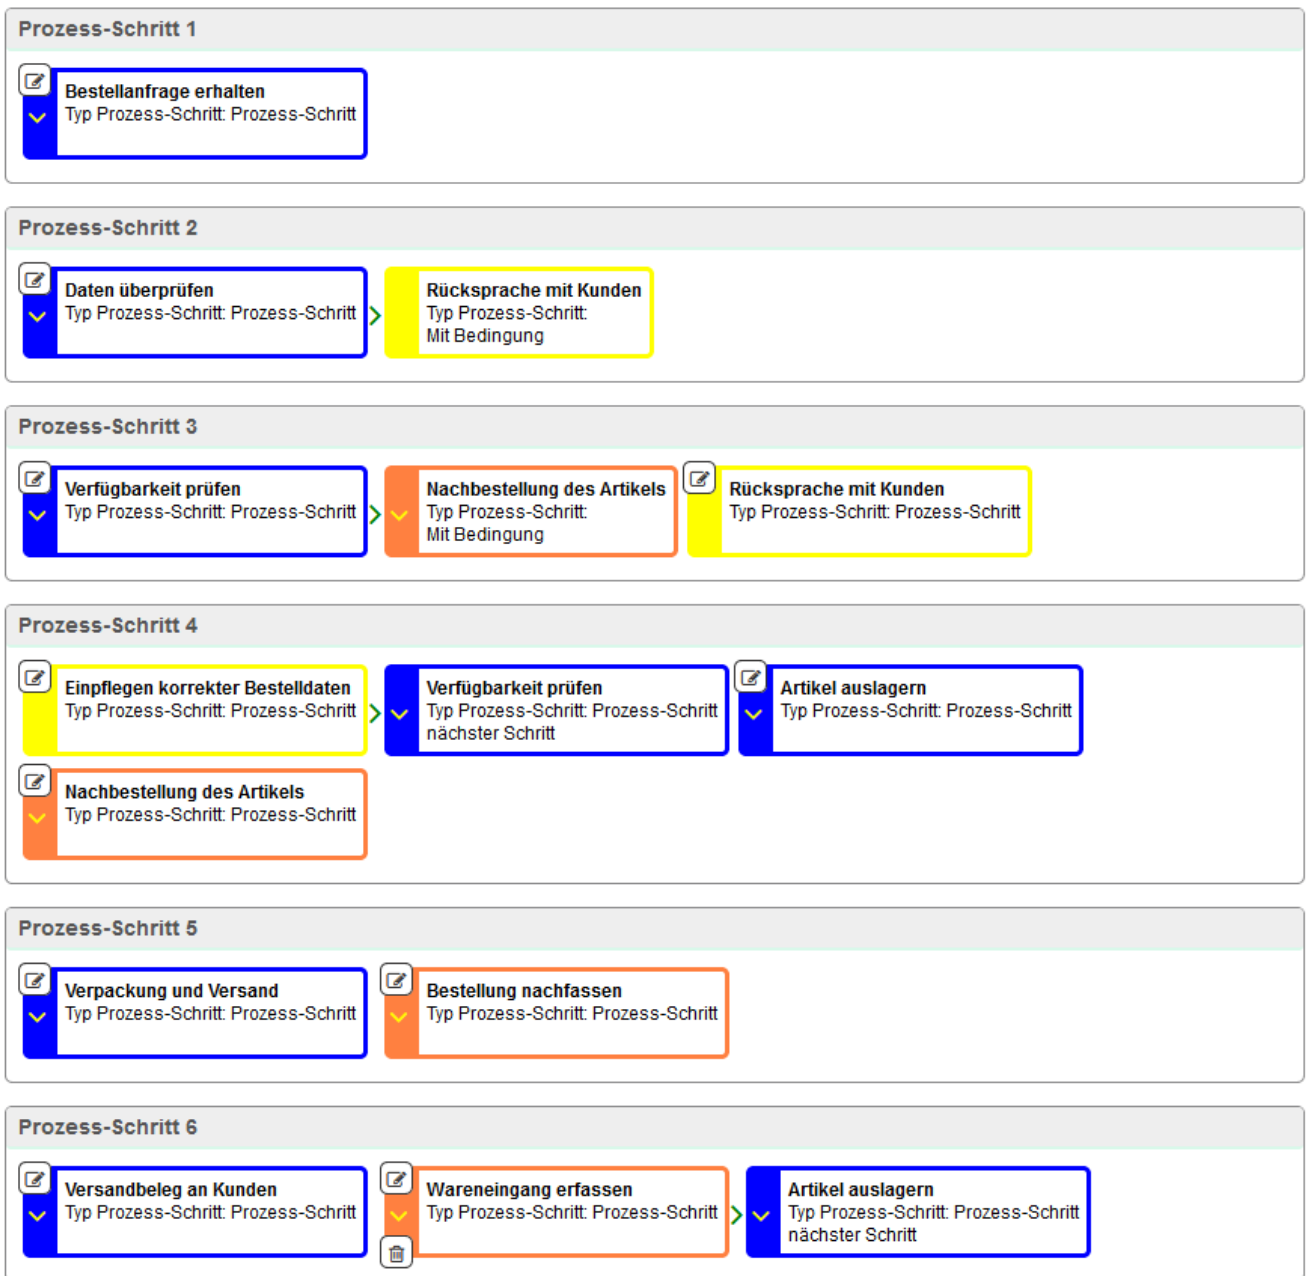 Prozess-Schritt 1
Bestellanfrage erhalten
Typ Prozess-Schritt: Prozess-Schritt
Prozess-Schritt 2
Daten überprüfen
Typ Prozess-Schritt: Prozess-Schritt
Rücksprache mit Kunden
Typ Prozess-Schritt:
Mit Bedingung
Prozess-Schritt 3
Verfügbarkeit prüfen
Typ Prozess-Schritt: Prozess-Schritt
Nachbestellung des Artikels
Typ Prozess-Schritt:
Mit Bedingung
Rücksprache mit Kunden
Typ Prozess-Schritt: Prozess-Schritt
Prozess-Schritt 4
Einpflegen korrekter Bestelldaten
Typ Prozess-Schritt: Prozess-Schritt
Verfügbarkeit prüfen
Typ Prozess-Schritt: Prozess-Schritt
nächster Schritt
Artikel auslagern
Typ Prozess-Schritt: Prozess-Schritt
Nachbestellung des Artikels
Typ Prozess-Schritt: Prozess-Schritt
Prozess-Schritt 5
Verpackung und Versand
Typ Prozess-Schritt: Prozess-Schritt
Bestellung nachfassen
Typ Prozess-Schritt: Prozess-Schritt
Prozess-Schritt 6
Versandbeleg an Kunden
Typ Prozess-Schritt: Prozess-Schritt
Wareneingang erfassen
Typ Prozess-Schritt: Prozess-Schritt
Artikel auslagern
Typ Prozess-Schritt: Prozess-Schritt
nächster Schritt